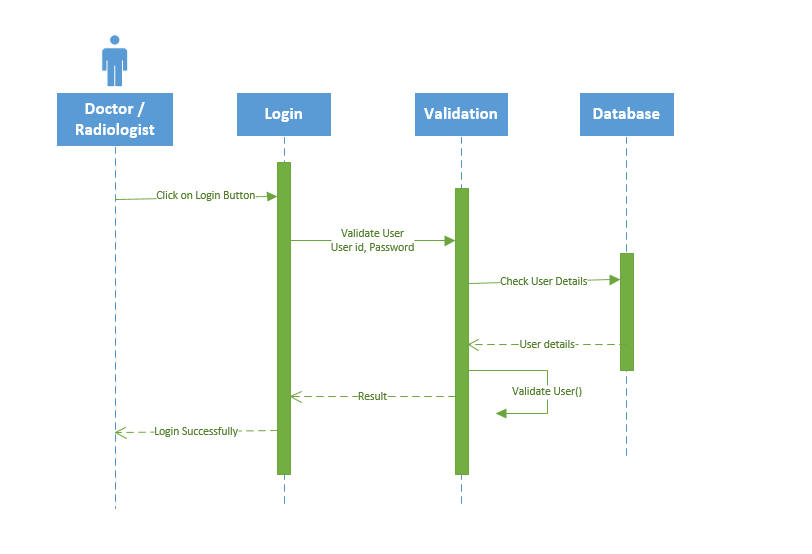 Doctor /
Radiologist
Login
Validation
Database
Click on Login Button
Validate User
User id, Password
Check User Details
User details
Validate User()
Result
Login Successfully